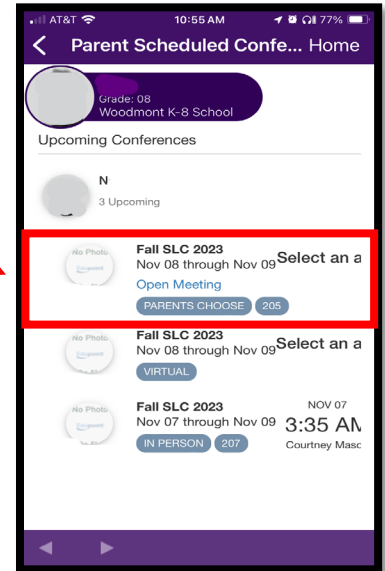 AT&T 10:55 AM 77%
Parent Scheduled Confe... Home
Grade: 08
Woodmont K-8 School
Upcoming Conferences
N
3 Upcoming
No Photo
Fall SLC 2023
Nov 08 through Nov 09 Select an a
Open Meeting
PARENTS CHOOSE 205
No Photo
Fall SLC 2023
Nov 08 through Nov 09 Select an a
VIRTUAL
No Photo
Fall SLC 2023 NOV 07
Nov 07 through Nov 09 3:35 AM
IN PERSON 207 Courtney Masc